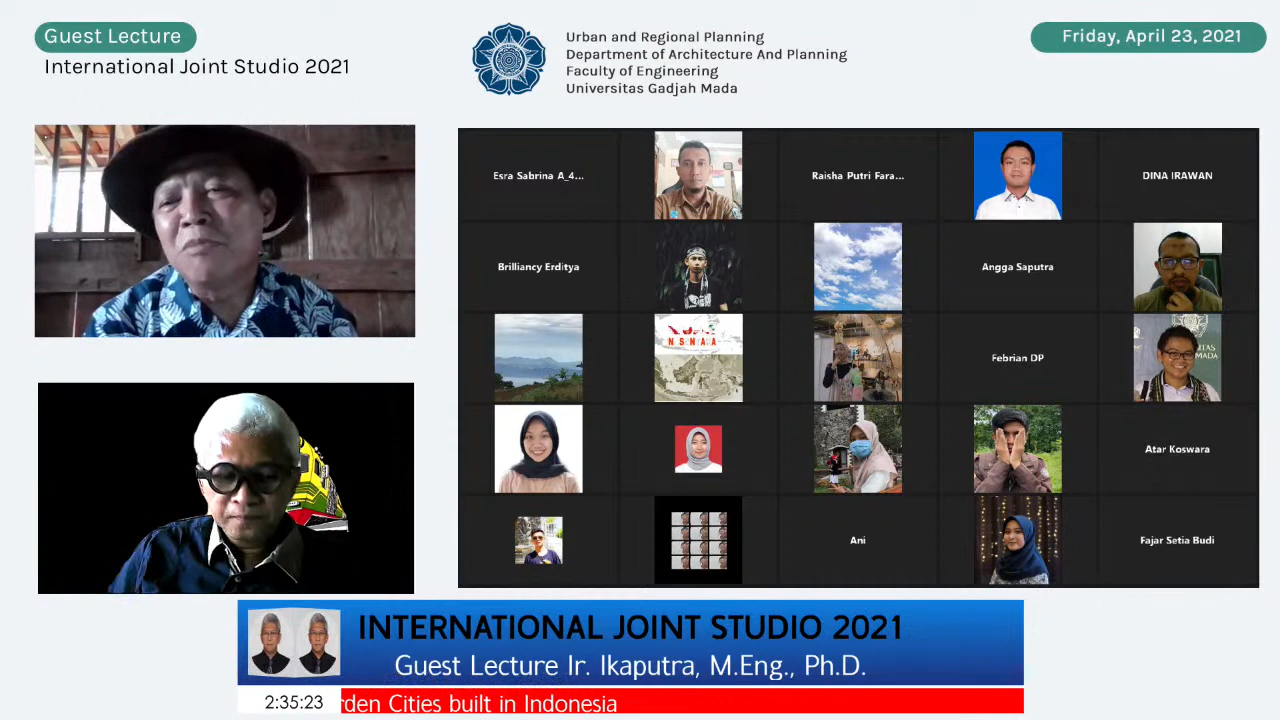 Guest Lecture
International Joint Studio 2021
Urban and Regional Planning
Department of Architecture And Planning
Faculty of Engineering
Universitas Gadjah Mada
Friday, April 23, 2021
Esra Sabrina A_4...
Raisha Putri Fara...
DINA IRAWAN
Brilliancy Erditya
Angga Saputra
Febrian DP
Atar Koswara
Ani
Fajar Setia Budi
INTERNATIONAL JOINT STUDIO 2021
Guest Lecture Ir. Ikaputra, M.Eng., Ph.D.
2:35:23
rden Cities built in Indonesia